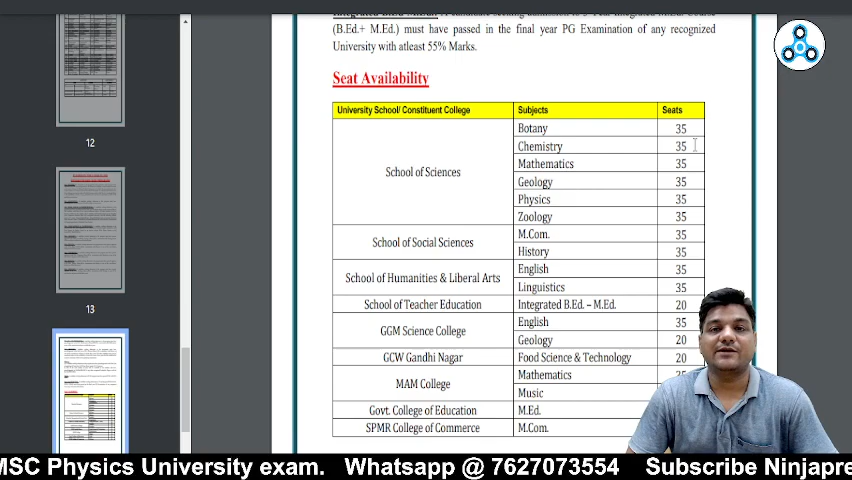 (B.Ed.+ M.Ed.) must have passed in the final year PG Examination of any recognized
University with atleast 55% Marks.
Seat Availability
University School/ Constituent College Subjects Seats
School of Sciences
Botany 35
Chemistry 35
Mathematics 35
Geology 35
Physics 35
Zoology 35
School of Social Sciences
M.Com. 35
History 35
School of Humanities & Liberal Arts
English 35
Linguistics 35
School of Teacher Education Integrated B.Ed. – M.Ed. 20
GGM Science College
English 35
Geology 20
GCW Gandhi Nagar Food Science & Technology 20
MAM College
Mathematics
Music
Govt. College of Education M.Ed.
SPMR College of Commerce M.Com.
12
13
MSC Physics University exam. Whatsapp @ 7627073554 Subscribe Ninjapre